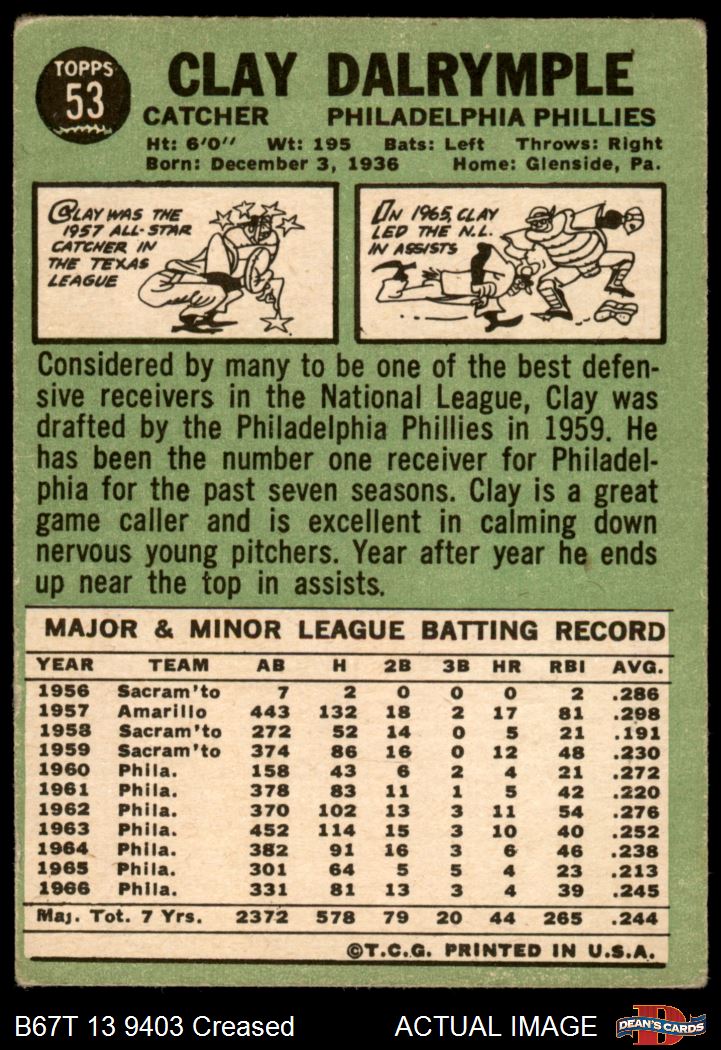 TOPPS
53
CLAY DALRYMPLE
CATCHER PHILADELPHIA PHILLIES
Ht: 6'0" Wt: 195 Bats: Left Throws: Right
Born: December 3, 1936 Home: Glenside, Pa.
CLAY WAS THE
1957 ALL-STAR
CATCHER IN
THE TEXAS
LEAGUE
IN 1965, CLAY
LED THE N.L.
IN ASSISTS
Considered by many to be one of the best defen-
sive receivers in the National League, Clay was
drafted by the Philadelphia Phillies in 1959. He
has been the number one receiver for Philadel-
phia for the past seven seasons. Clay is a great
game caller and is excellent in calming down
nervous young pitchers. Year after year he ends
up near the top in assists.
MAJOR & MINOR LEAGUE BATTING RECORD
YEAR TEAM AB H 2B 3B HR RBI AVG.
1956 Sacram'to 7 2 0 0 0 2 .286
1957 Amarillo 443 132 18 2 17 81 .298
1958 Sacram'to 272 52 14 0 5 21 .191
1959 Sacram'to 374 86 16 0 12 48 .230
1960 Phila. 158 43 6 2 4 21 .272
1961 Phila. 378 83 11 1 5 42 .220
1962 Phila. 370 102 13 3 11 54 .276
1963 Phila. 452 114 15 3 10 40 .252
1964 Phila. 382 91 16 3 6 46 .238
1965 Phila. 301 64 5 5 4 23 .213
1966 Phila. 331 81 13 3 4 39 .245
Maj. Tot. 7 Yrs. 2372 578 79 20 44 265 .244
©T.C.G. PRINTED IN U.S.A.
B67T 13 9403 Creased ACTUAL IMAGE
D
DEAN'S CARDS